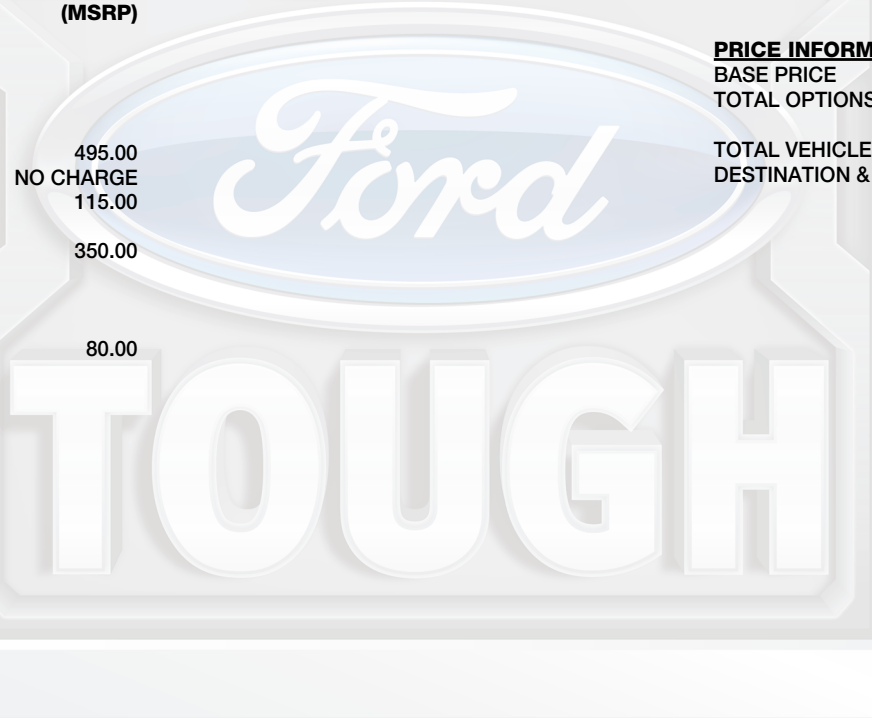 (MSRP)
495.00
NO CHARGE
115.00
350.00
80.00
PRICE INFORM
BASE PRICE
TOTAL OPTIONS
TOTAL VEHICLE
DESTINATION &
Ford
TOUGH